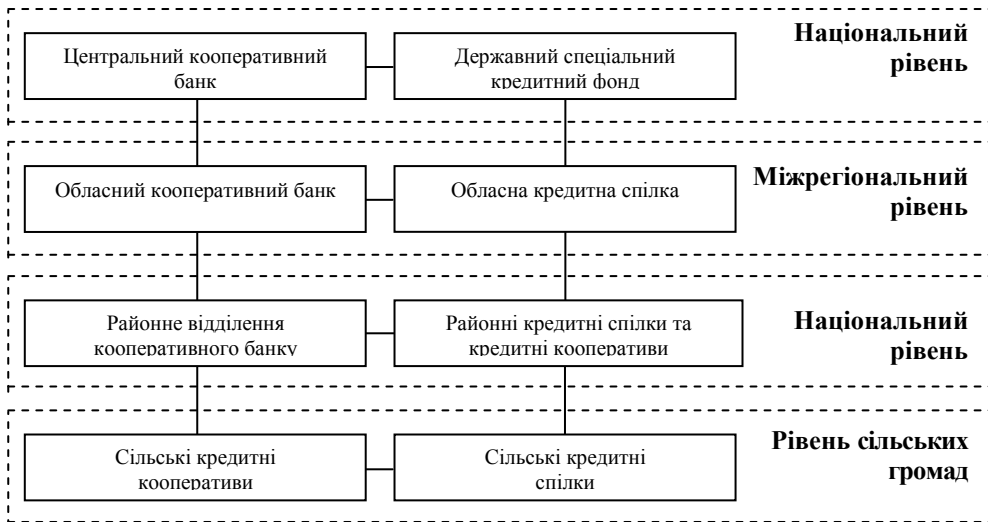 Центральний кооперативний
банк
Державний спеціальний
кредитний фонд
Національний
рівень
Обласний кооперативний банк
Обласна кредитна спілка
Міжрегіональний
рівень
Районне відділення
кооперативного банку
Районні кредитні спілки та
кредитні кооперативи
Національний
рівень
Сільські кредитні
кооперативи
Сільські кредитні
спілки
Рівень сільських
громад